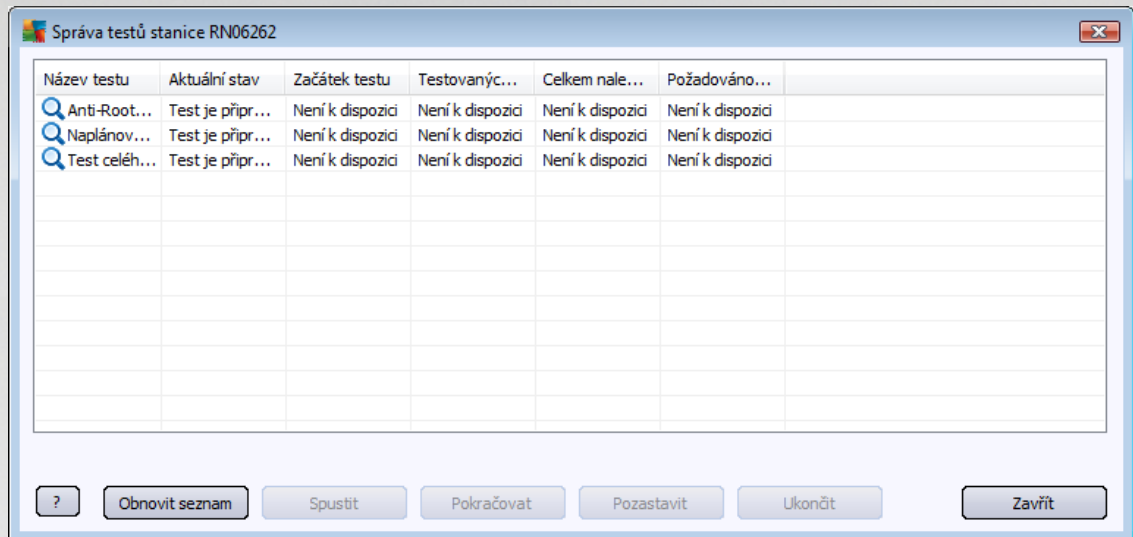 Správa testů stanice RN06262
Název testu Aktuální stav Začátek testu Testovanýc... Celkem nale... Požadováno...
Anti-Root... Test je připr... Není k dispozici Není k dispozici Není k dispozici Není k dispozici
Naplánov... Test je připr... Není k dispozici Není k dispozici Není k dispozici Není k dispozici
Test celéh... Test je připr... Není k dispozici Není k dispozici Není k dispozici Není k dispozici
? Obnovit seznam Spustit Pokračovat Pozastavit Ukončit Zavřít